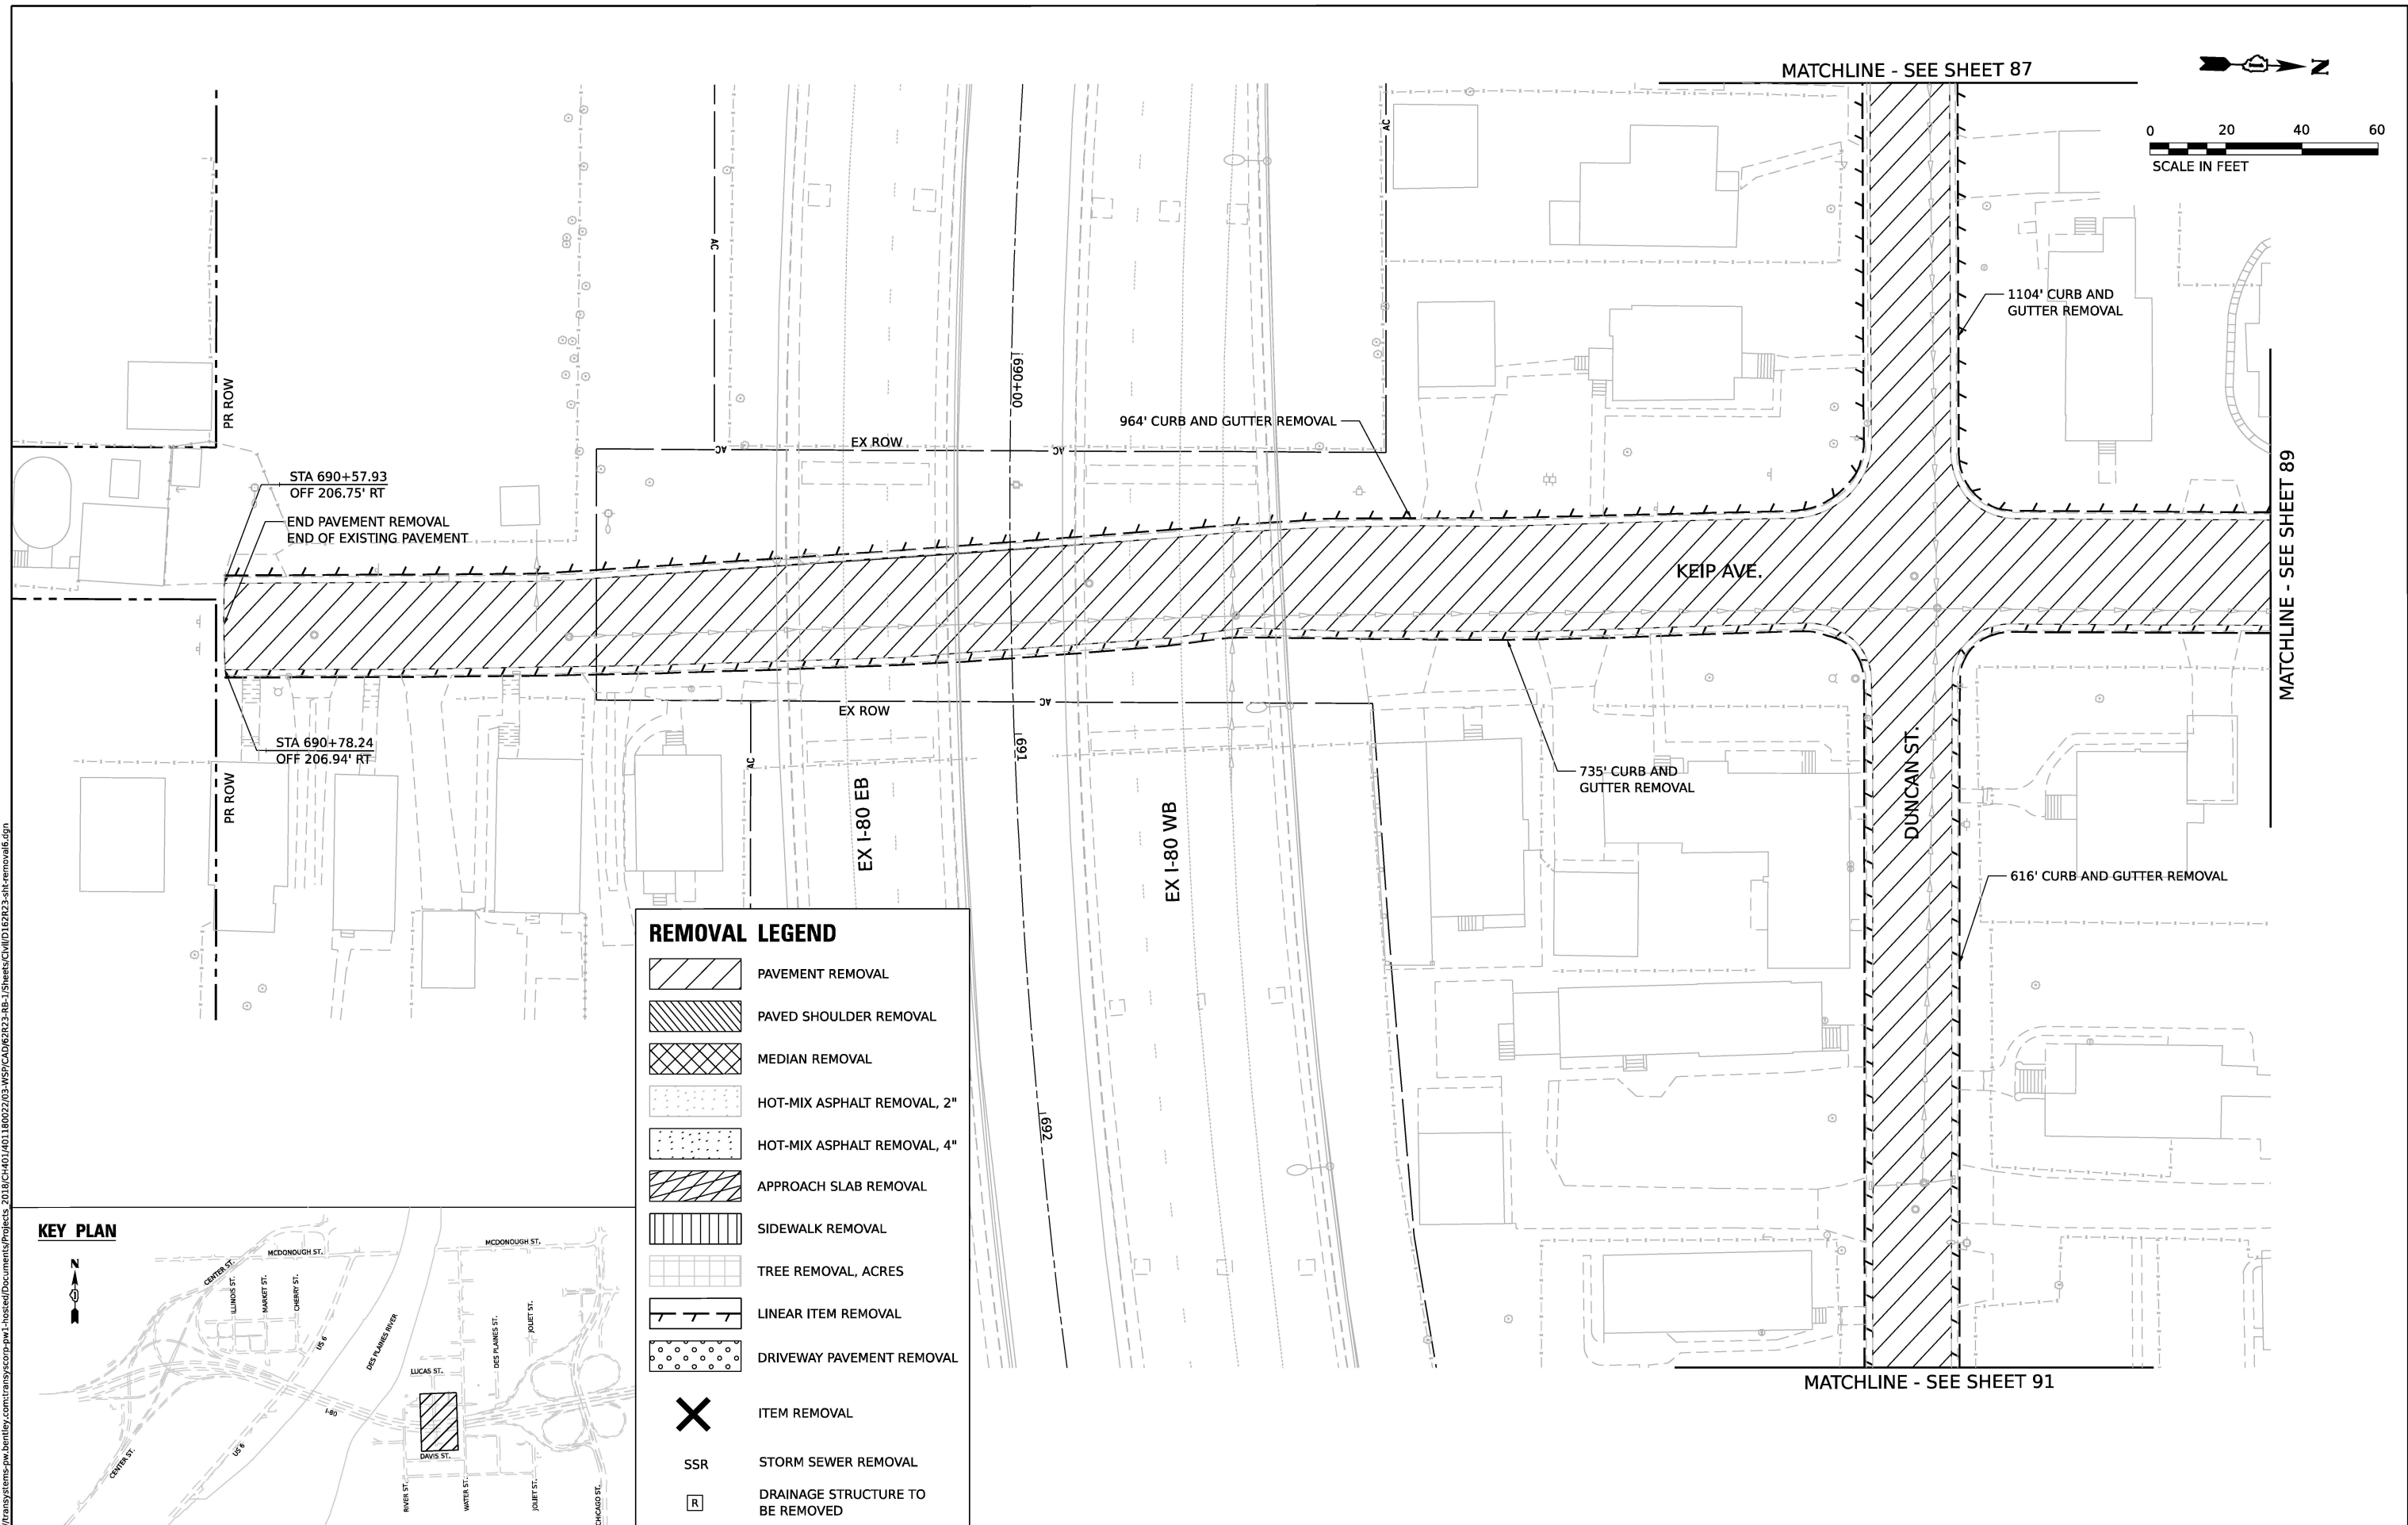 MATCHLINE - SEE SHEET 87
N
0 20 40 60
SCALE IN FEET
AC
AC
1104' CURB AND
GUTTER REMOVAL
690+00
PR ROW
964' CURB AND GUTTER REMOVAL
EX ROW
AC
AC
STA 690+57.93
OFF 206.75' RT
END PAVEMENT REMOVAL
END OF EXISTING PAVEMENT
MATCHLINE - SEE SHEET 89
KEIP AVE.
EX ROW
AC
STA 690+78.24
OFF 206.94' RT
PR ROW
AC
691
EX I-80 EB
EX I-80 WB
735' CURB AND
GUTTER REMOVAL
DUNCAN ST.
616' CURB AND GUTTER REMOVAL
692
MATCHLINE - SEE SHEET 91
REMOVAL LEGEND
PAVEMENT REMOVAL
PAVED SHOULDER REMOVAL
MEDIAN REMOVAL
HOT-MIX ASPHALT REMOVAL, 2"
HOT-MIX ASPHALT REMOVAL, 4"
APPROACH SLAB REMOVAL
SIDEWALK REMOVAL
TREE REMOVAL, ACRES
LINEAR ITEM REMOVAL
DRIVEWAY PAVEMENT REMOVAL
ITEM REMOVAL
SSR STORM SEWER REMOVAL
R DRAINAGE STRUCTURE TO
BE REMOVED
KEY PLAN
N
MCDONOUGH ST.
MCDONOUGH ST.
CENTER ST.
ILLINOIS ST.
MARKET ST.
CHERRY ST.
US 6
DES PLAINES RIVER
DES PLAINES ST.
JOLIET ST.
LUCAS ST.
I-80
US 6
CENTER ST.
DAVIS ST.
RIVER ST.
WATER ST.
JOLIET ST.
CHICAGO ST.